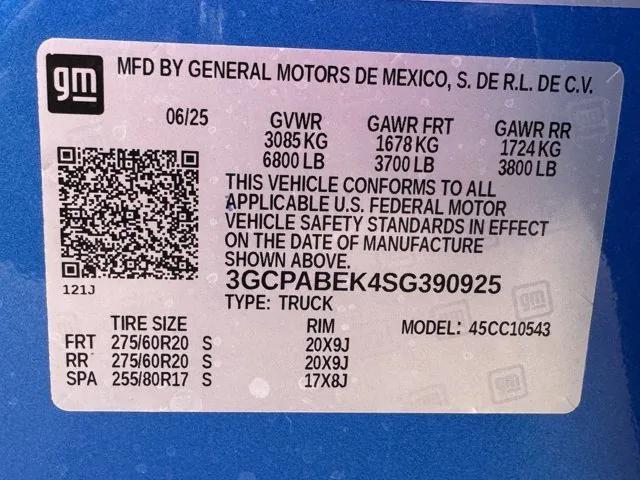 gm
MFD BY GENERAL MOTORS DE MEXICO, S. DE R.L. DE C.V.
06/25 GVWR GAWR FRT GAWR RR
3085 KG 1678 KG 1724 KG
6800 LB 3700 LB 3800 LB
THIS VEHICLE CONFORMS TO ALL
APPLICABLE U.S. FEDERAL MOTOR
VEHICLE SAFETY STANDARDS IN EFFECT
ON THE DATE OF MANUFACTURE
SHOWN ABOVE.
3GCPABEK4SG390925
121J
TYPE: TRUCK
TIRE SIZE RIM MODEL: 45CC10543
FRT 275/60R20 S 20X9J
RR 275/60R20 S 20X9J
SPA 255/80R17 S 17X8J